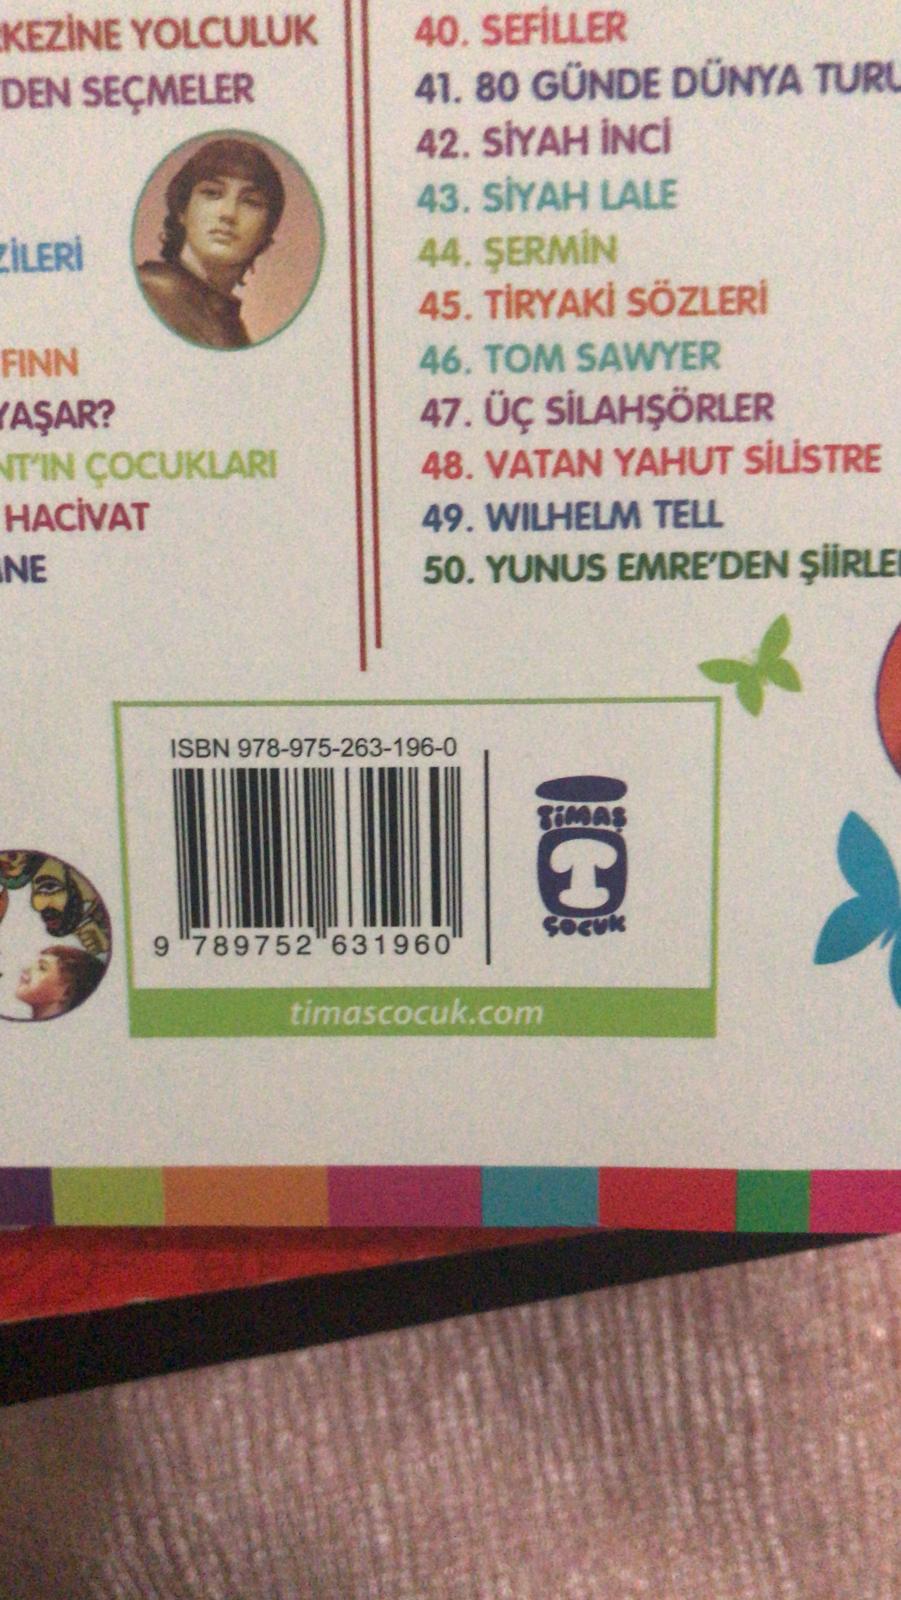 RKEZİNE YOLCULUK
'DEN SEÇMELER
ZİLERİ
FINN
YAŞAR?
NT'IN ÇOCUKLARI
HACİVAT
NE
40. SEFİLLER
41. 80 GÜNDE DÜNYA TURU
42. SİYAH İNCİ
43. SİYAH LALE
44. ŞERMİN
45. TİRYAKİ SÖZLERİ
46. TOM SAWYER
47. ÜÇ SİLAHŞÖRLER
48. VATAN YAHUT SİLİSTRE
49. WILHELM TELL
50. YUNUS EMRE'DEN ŞİİRLE
ISBN 978-975-263-196-0
9 789752 631960
TİMAŞ
ÇOCUK
timascocuk.com